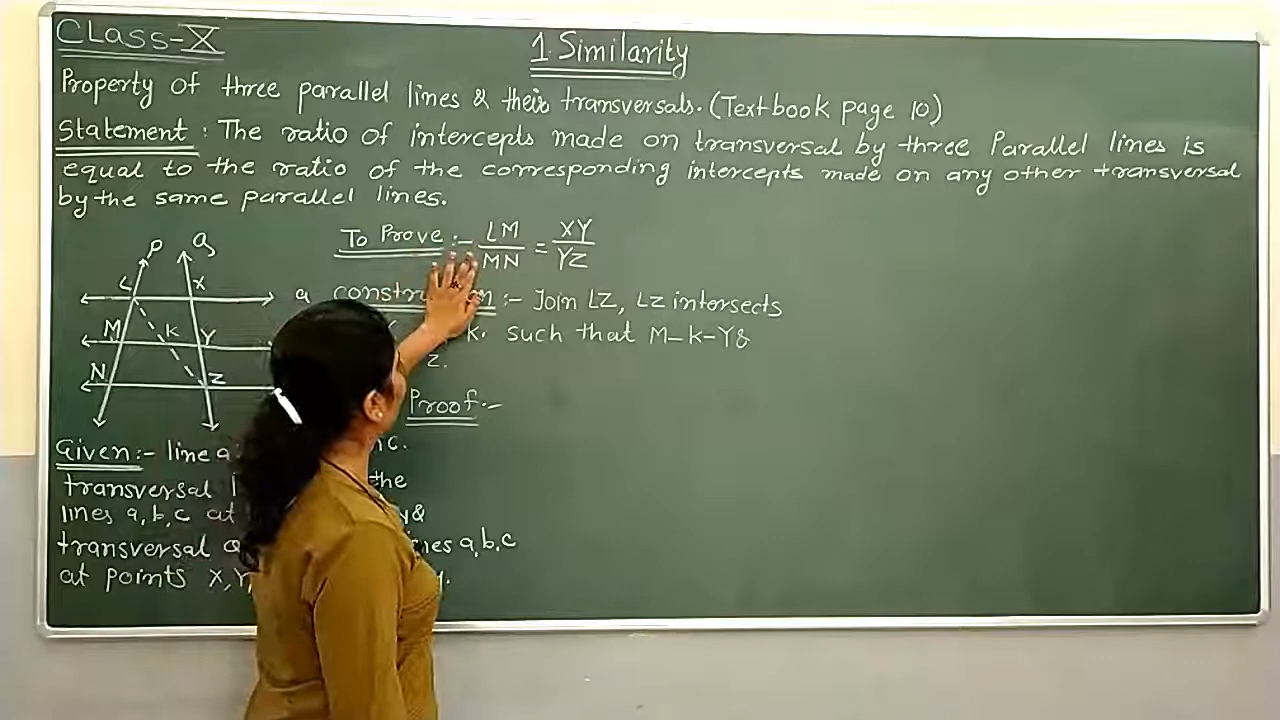 CLass-X
1. Similarity
Property of three parallel lines & their transversals. (Textbook page 10)
Statement : The ratio of intercepts made on transversal by three Parallel lines is
equal to the ratio of the corresponding intercepts made on any other transversal
by the same parallel lines.
To Prove :- LM/MN = XY/YZ
P Q
L X a
M K Y
N Z
construction :- Join LZ, LZ intersects
K. such that M-K-Y &
Z.
Proof :-
Given :- line a c.
transversal the
lines a, b, c at Y &
transversal lines a, b, c
at points X, Y,